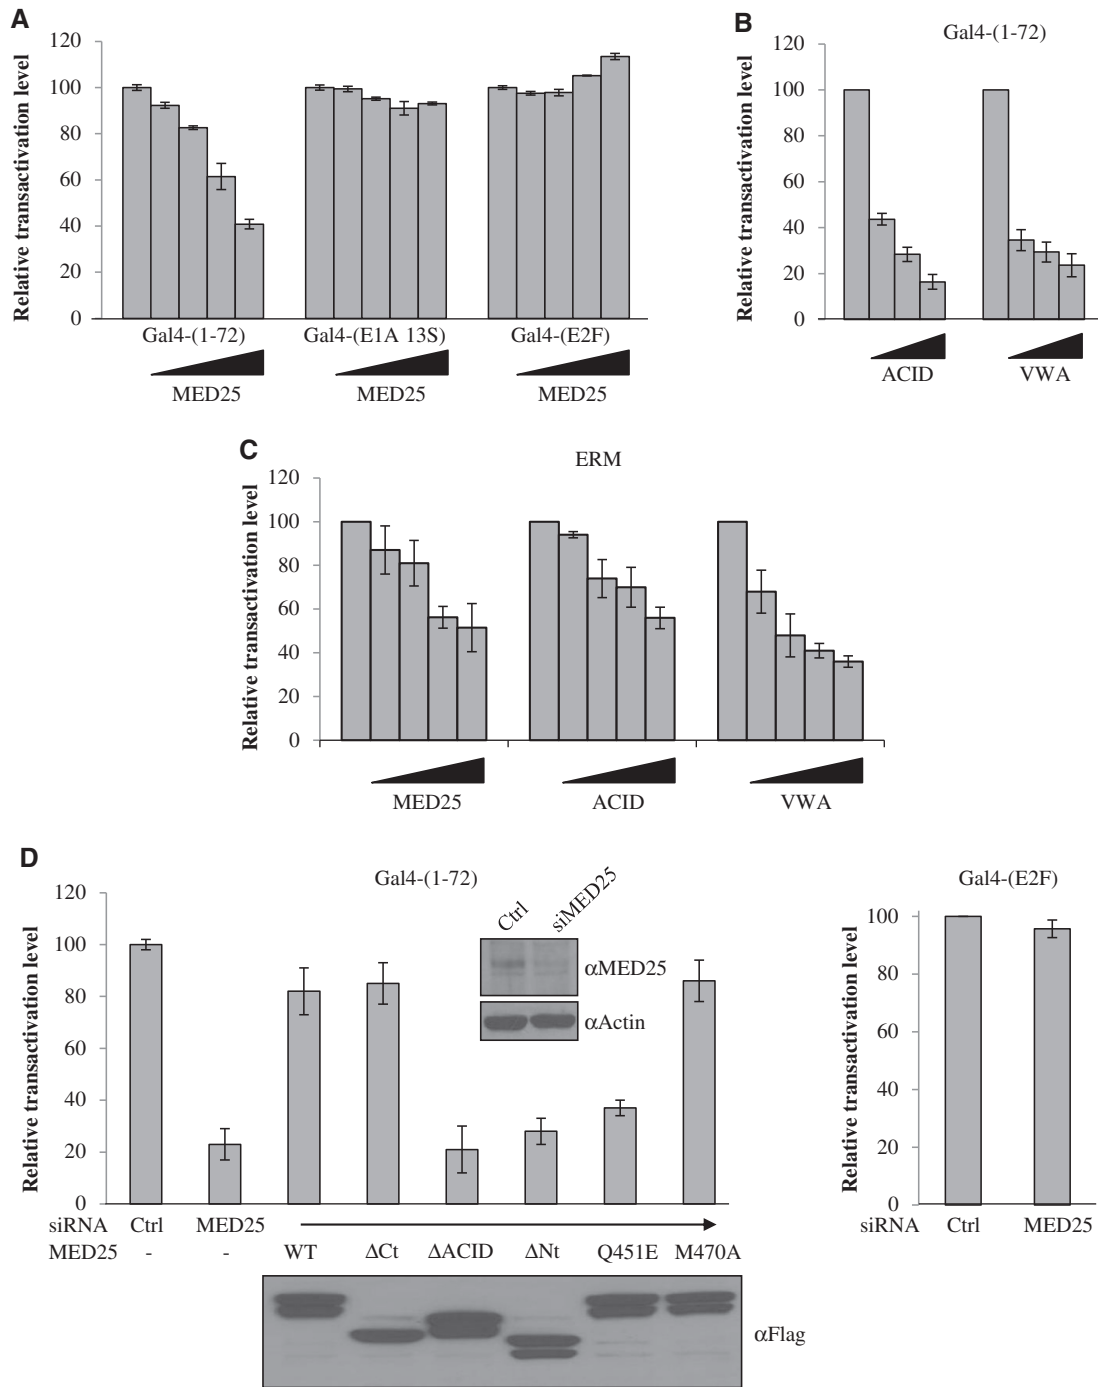 A
Relative transactivation level
120
100
80
60
40
20
0
Gal4-(1-72) Gal4-(E1A 13S) Gal4-(E2F)
MED25 MED25 MED25
B
Gal4-(1-72)
Relative transactivation level
120
100
80
60
40
20
0
ACID VWA
C
ERM
Relative transactivation level
120
100
80
60
40
20
0
MED25 ACID VWA
D
Gal4-(1-72)
Relative transactivation level
120
100
80
60
40
20
0
Ctrl siMED25
αMED25
αActin
siRNA Ctrl MED25
MED25 - - WT ΔCt ΔACID ΔNt Q451E M470A
αFlag
Gal4-(E2F)
Relative transactivation level
100
80
60
40
20
0
siRNA Ctrl MED25